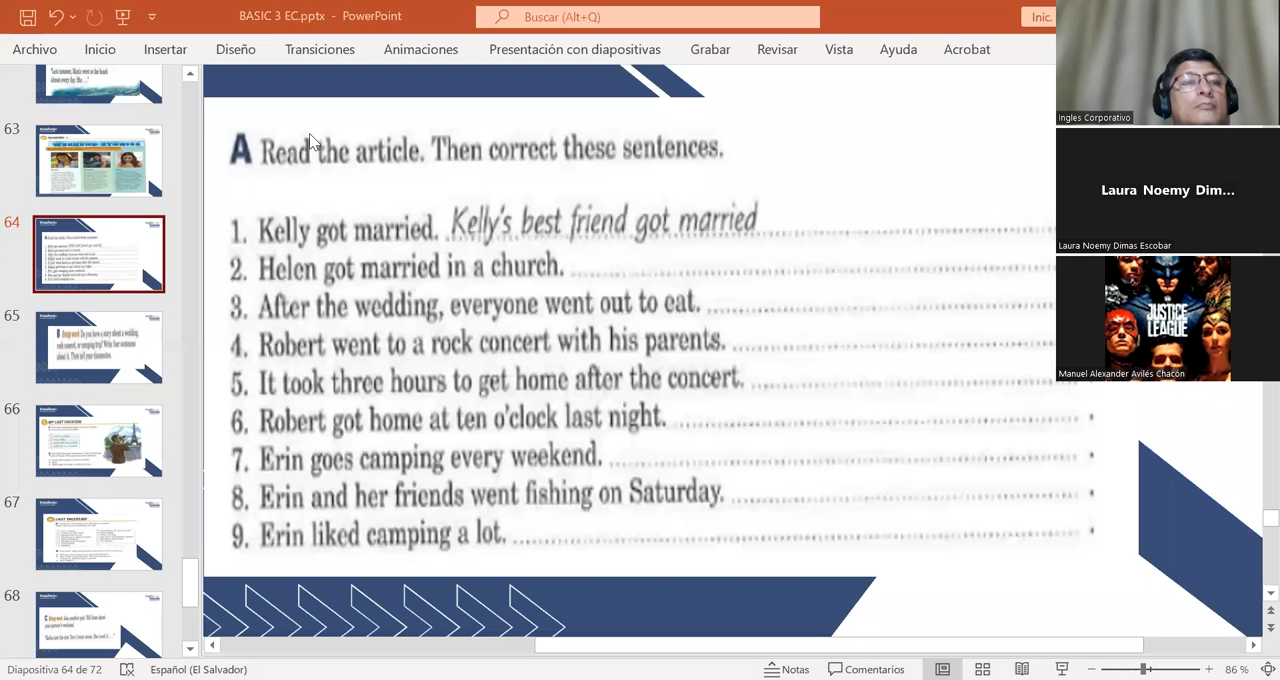 BASIC 3 EC.pptx - PowerPoint
Buscar (Alt+Q)
Inic.
Archivo Inicio Insertar Diseño Transiciones Animaciones Presentación con diapositivas Grabar Revisar Vista Ayuda Acrobat
63
64
65
66
67
68
A Read the article. Then correct these sentences.
1. Kelly got married. Kelly's best friend got married
2. Helen got married in a church.
3. After the wedding, everyone went out to eat.
4. Robert went to a rock concert with his parents.
5. It took three hours to get home after the concert.
6. Robert got home at ten o'clock last night.
7. Erin goes camping every weekend.
8. Erin and her friends went fishing on Saturday.
9. Erin liked camping a lot.
Ingles Corporativo
Laura Noemy Dim...
Laura Noemy Dimas Escobar
JUSTICE
LEAGUE
Manuel Alexander Avilés Chacón
Diapositiva 64 de 72
Español (El Salvador)
Notas
Comentarios
86 %